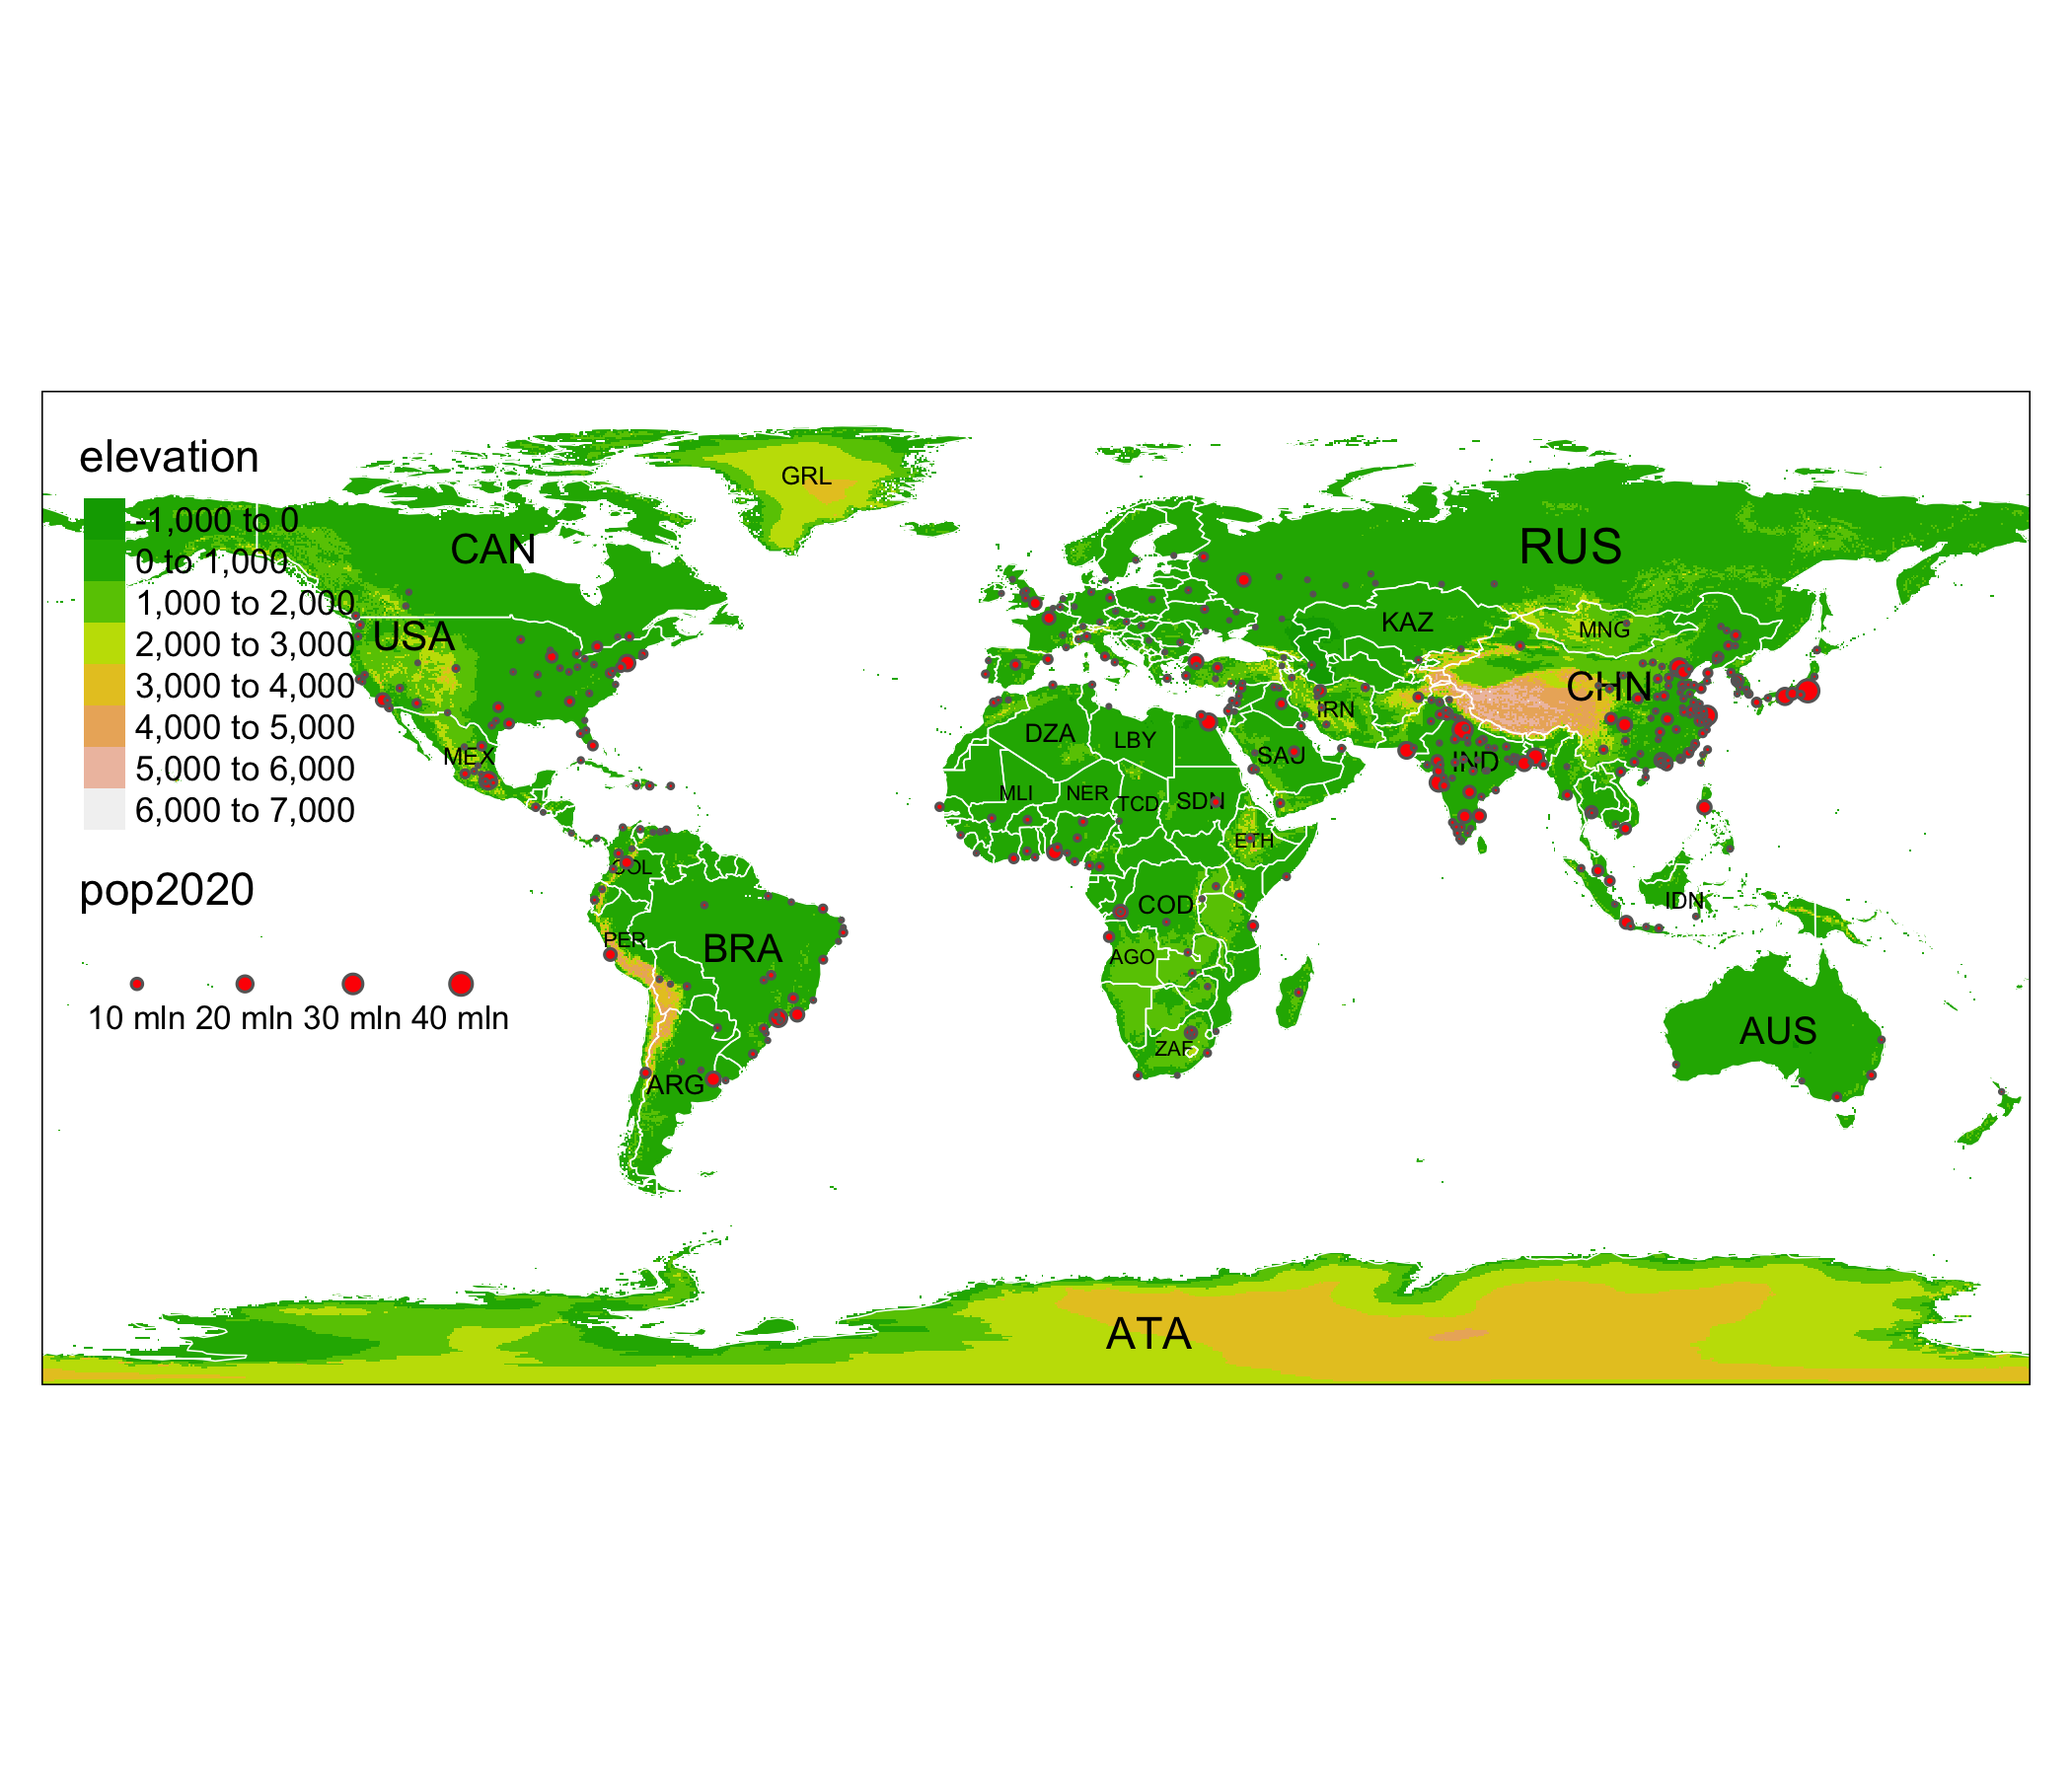 elevation
-1,000 to 0
0 to 1,000
1,000 to 2,000
2,000 to 3,000
3,000 to 4,000
4,000 to 5,000
5,000 to 6,000
6,000 to 7,000
pop2020
10 mln 20 mln 30 mln 40 mln
GRL
CAN
RUS
USA
KAZ
MNG
CHN
MEX
DZA
LBY
IRN
SAJ
IND
MLI
NER
TCD
SDN
ETH
COL
COD
IDN
PER
BRA
AGO
AUS
ZAF
ARG
ATA